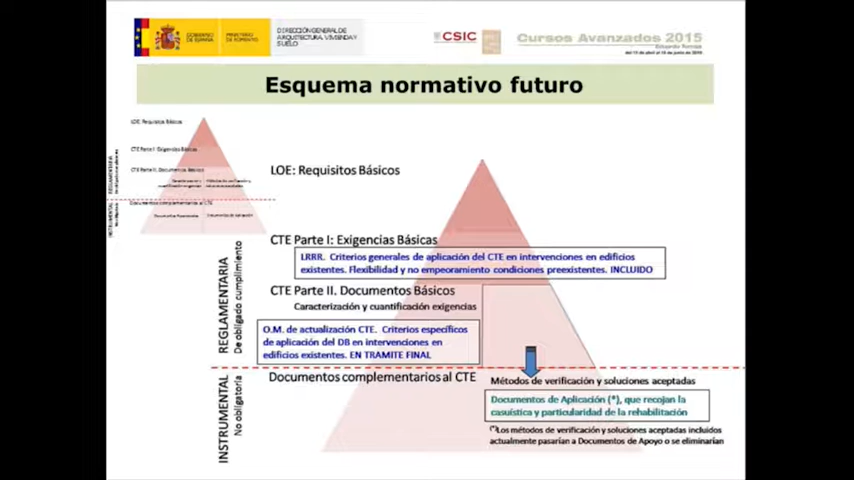 GOBIERNO DE ESPAÑA
MINISTERIO DE FOMENTO
DIRECCIÓN GENERAL DE
ARQUITECTURA, VIVIENDA Y
SUELO
CSIC
Cursos Avanzados 2015
Eduardo Torroja
Esquema normativo futuro
LOE: Requisitos Básicos
CTE Parte I: Exigencias Básicas
CTE Parte II. Documentos Básicos
Documentos complementarios al CTE
LOE: Requisitos Básicos
CTE Parte I: Exigencias Básicas
LRRR. Criterios generales de aplicación del CTE en intervenciones en edificios
existentes. Flexibilidad y no empeoramiento condiciones preexistentes. INCLUIDO
CTE Parte II. Documentos Básicos
Caracterización y cuantificación exigencias
O.M. de actualización CTE. Criterios específicos
de aplicación del DB en intervenciones en
edificios existentes. EN TRAMITE FINAL
REGLAMENTARIA
De obligado cumplimiento
Documentos complementarios al CTE
Métodos de verificación y soluciones aceptadas
Documentos de Aplicación (*), que recojan la
casuística y particularidad de la rehabilitación
(*)Los métodos de verificación y soluciones aceptadas incluidos
actualmente pasarían a Documentos de Apoyo o se eliminarían
INSTRUMENTAL
No obligatoria